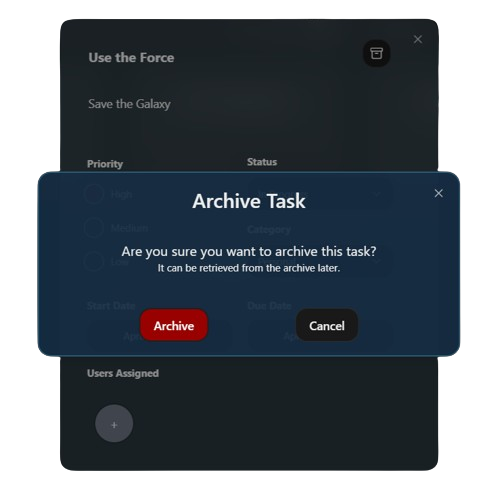 Use the Force
Save the Galaxy
Priority
Status
High
Archive Task
Medium
Category
Are you sure you want to archive this task?
It can be retrieved from the archive later.
Start Date
Due Date
Archive
Cancel
Users Assigned
+